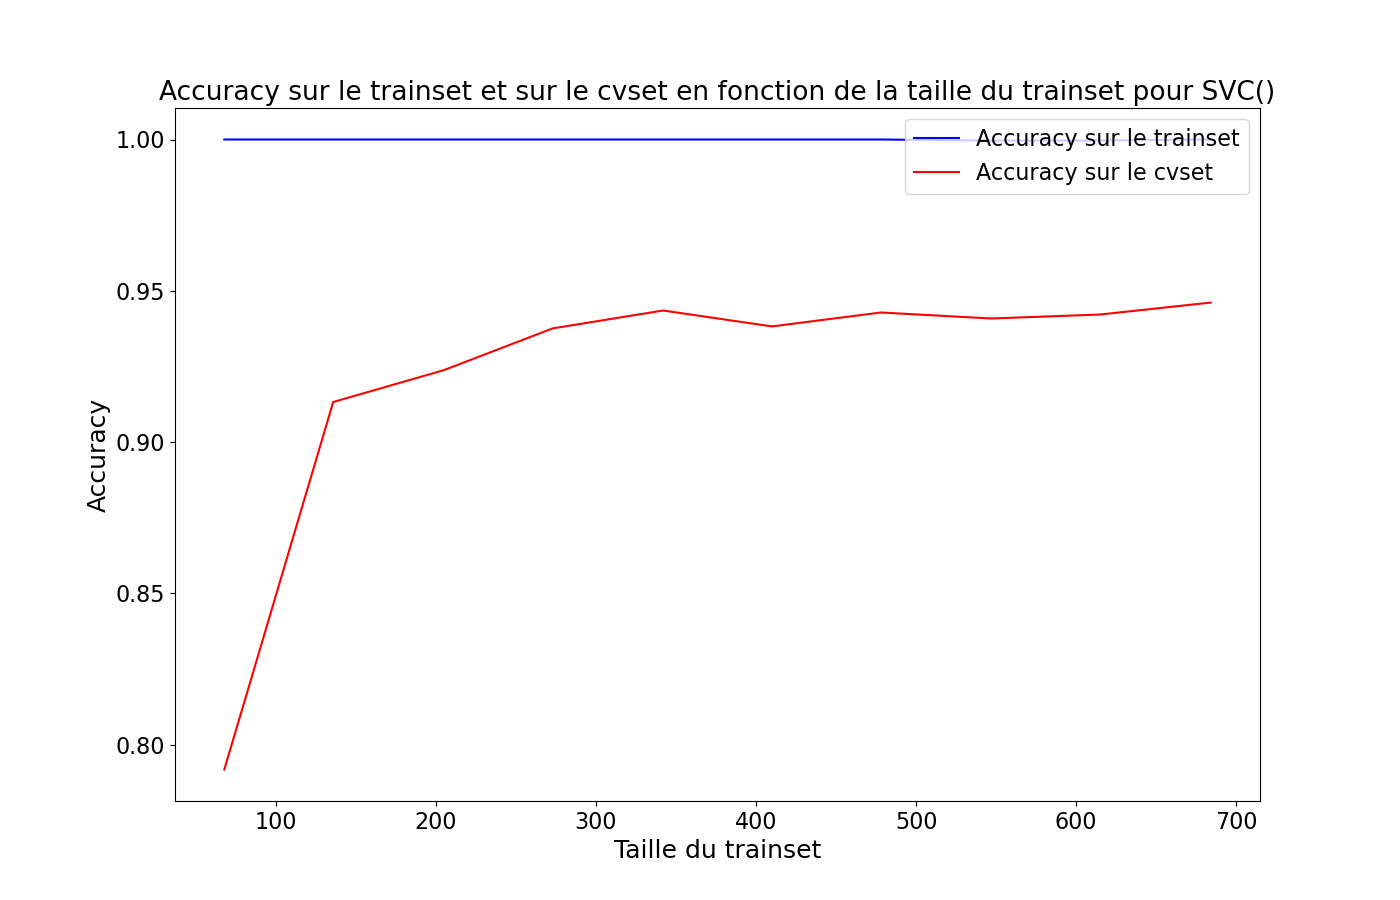 Accuracy sur le trainset et sur le cvset en fonction de la taille du trainset pour SVC()
Accuracy sur le trainset
Accuracy sur le cvset
1.00
0.95
0.90
0.85
0.80
Accuracy
100 200 300 400 500 600 700
Taille du trainset